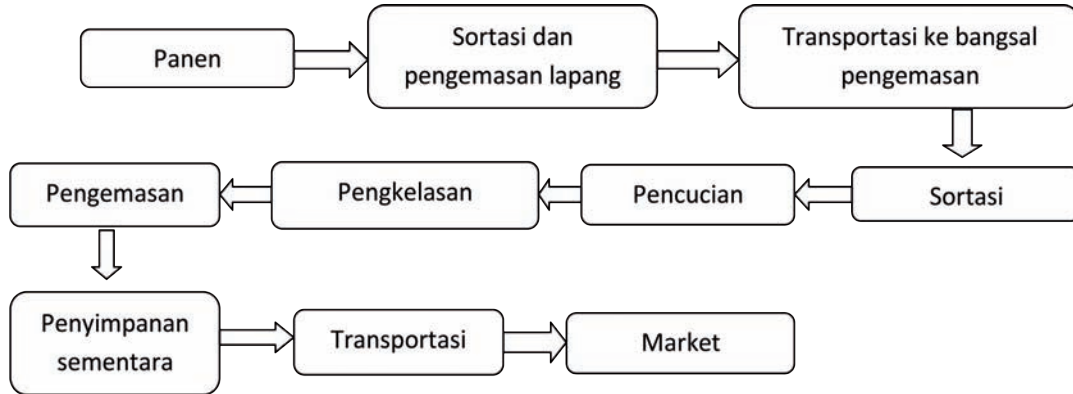 Panen
Sortasi dan
pengemasan lapang
Transportasi ke bangsal
pengemasan
Sortasi
Pencucian
Pengkelasan
Pengemasan
Penyimpanan
sementara
Transportasi
Market